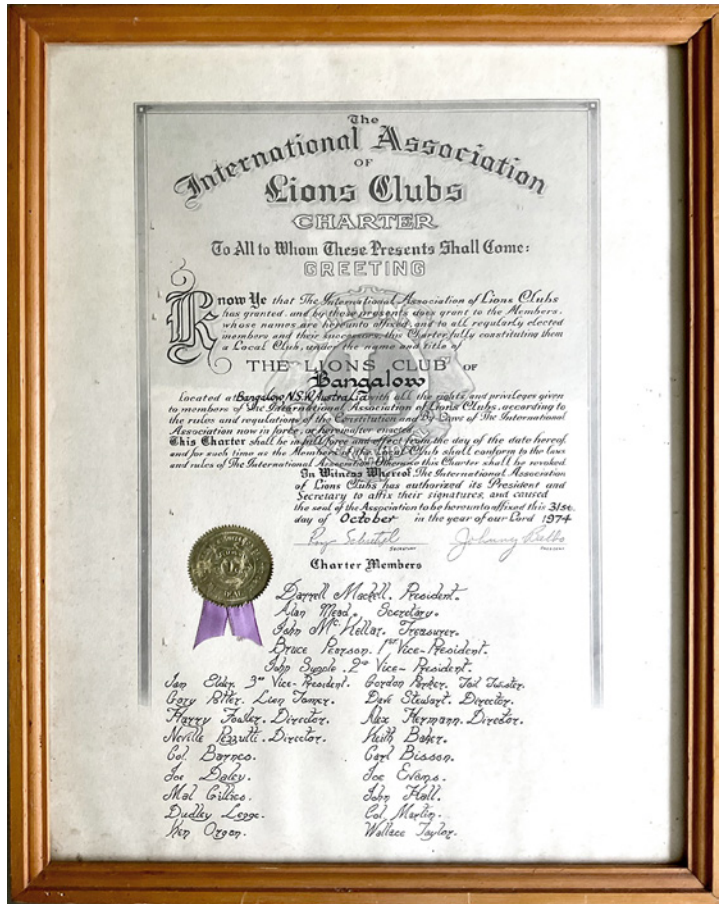 The
International Association
OF
Lions Clubs
CHARTER
To All to Whom These Presents Shall Come:
GREETING
Know Ye that The International Association of Lions Clubs
has granted, and by these presents does grant to the Members,
whose names are hereunto affixed, and to all regularly elected
members and their successors, this Charter fully constituting them
a Local Club, under the name and title of
THE LIONS CLUB OF
Bangalow
Located at Bangalow N.S.W. Australia with all the rights and privileges given
to members of The International Association of Lions Clubs, according to
the rules and regulations of the Constitution and By-Laws of The International
Association now in force, or hereafter enacted.
This Charter shall be in full force and effect from the day of the date hereof,
and for such time as the Members of the Local Club shall conform to the laws
and rules of The International Association. Otherwise this Charter shall be revoked.
In Witness Whereof, The International Association
of Lions Clubs has authorized its President and
Secretary to affix their signatures, and caused
the seal of the Association to be hereunto affixed this 31st.
day of October in the year of our Lord 1974
SECRETARY PRESIDENT
Charter Members
Darrell Mackell. President.
Alan Mead. Secretary.
John McKellar. Treasurer.
Bruce Pearson. 1st Vice-President.
John 2nd Vice-President.
Ian Elder. 3rd Vice-President. Gordon Parker. Tail Twister.
Gary Potter. Lion Tamer. Dave Stewart. Director.
Harry Fowler. Director. Alex Hermann. Director.
Neville Director. Keith Baker.
Col. Barnes. Carl Bisson.
Joe Daley. Joe Evans.
Mal Gillies. John Hall.
Dudley Legge. Col. Martin.
Ken Organ. Wallace Taylor.